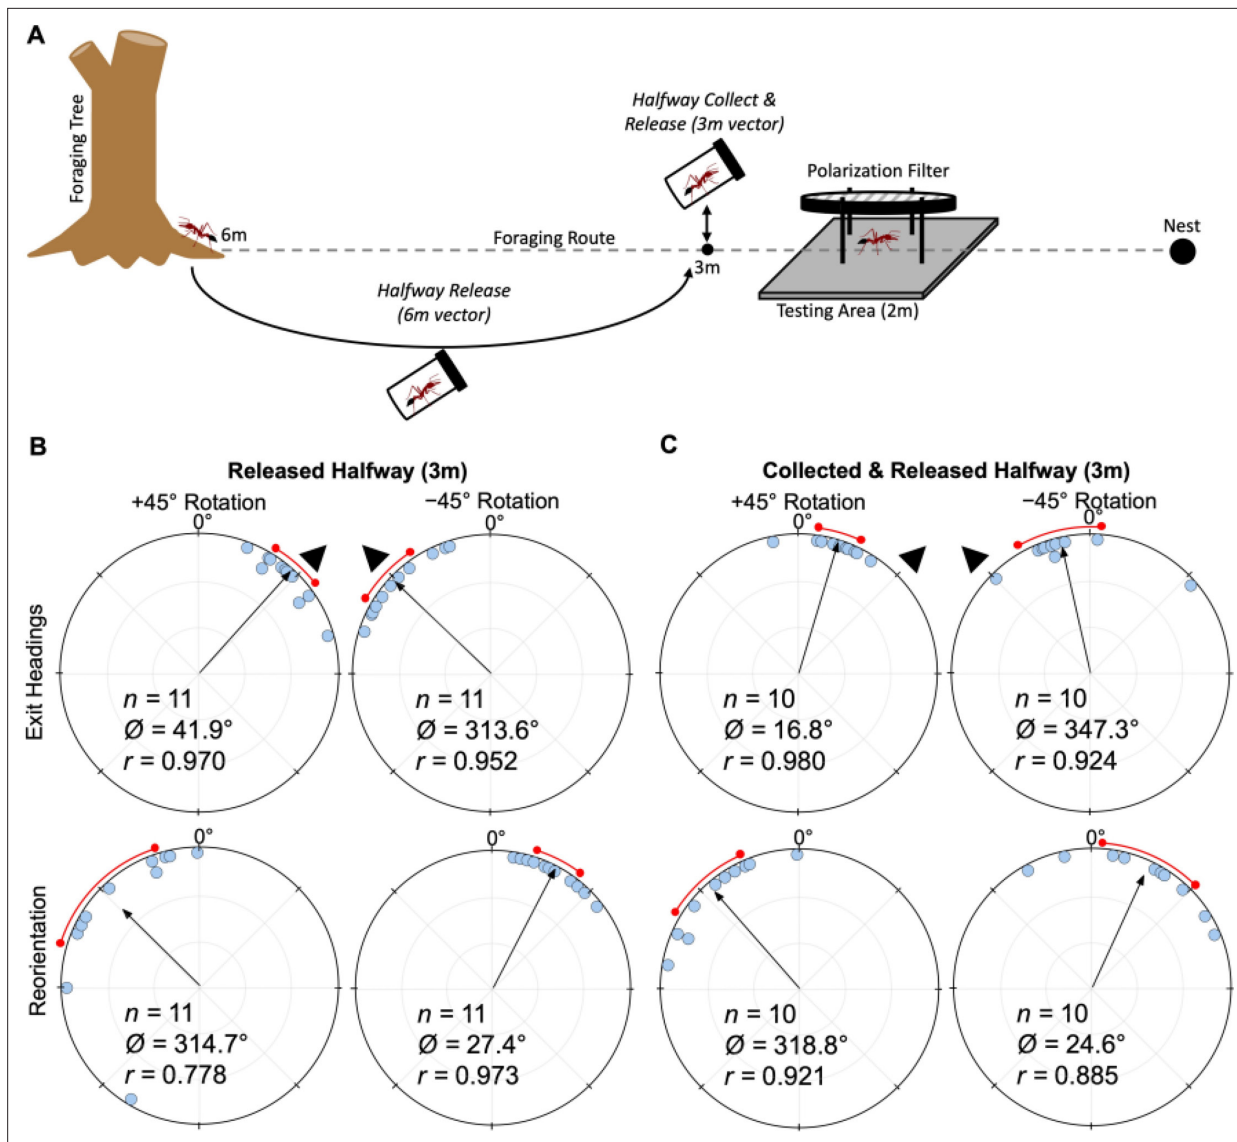 A
Foraging Tree
6m
Halfway Collect &
Release (3m vector)
Polarization Filter
Foraging Route
Nest
3m
Halfway Release
(6m vector)
Testing Area (2m)
B
Released Halfway (3m)
+45° Rotation
−45° Rotation
0°
0°
C
Collected & Released Halfway (3m)
+45° Rotation
−45° Rotation
0°
0°
Exit Headings
n = 11
Ø = 41.9°
r = 0.970
n = 11
Ø = 313.6°
r = 0.952
n = 10
Ø = 16.8°
r = 0.980
n = 10
Ø = 347.3°
r = 0.924
Reorientation
0°
0°
0°
0°
n = 11
Ø = 314.7°
r = 0.778
n = 11
Ø = 27.4°
r = 0.973
n = 10
Ø = 318.8°
r = 0.921
n = 10
Ø = 24.6°
r = 0.885